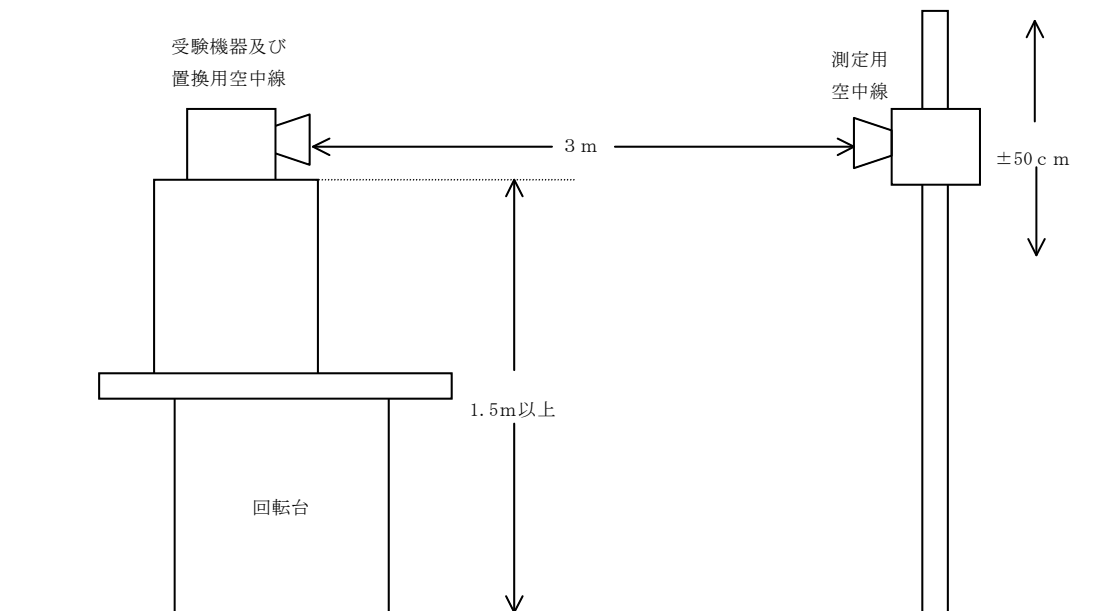 受験機器及び
置換用空中線
測定用
空中線
3 m
±50 c m
1.5m以上
回転台